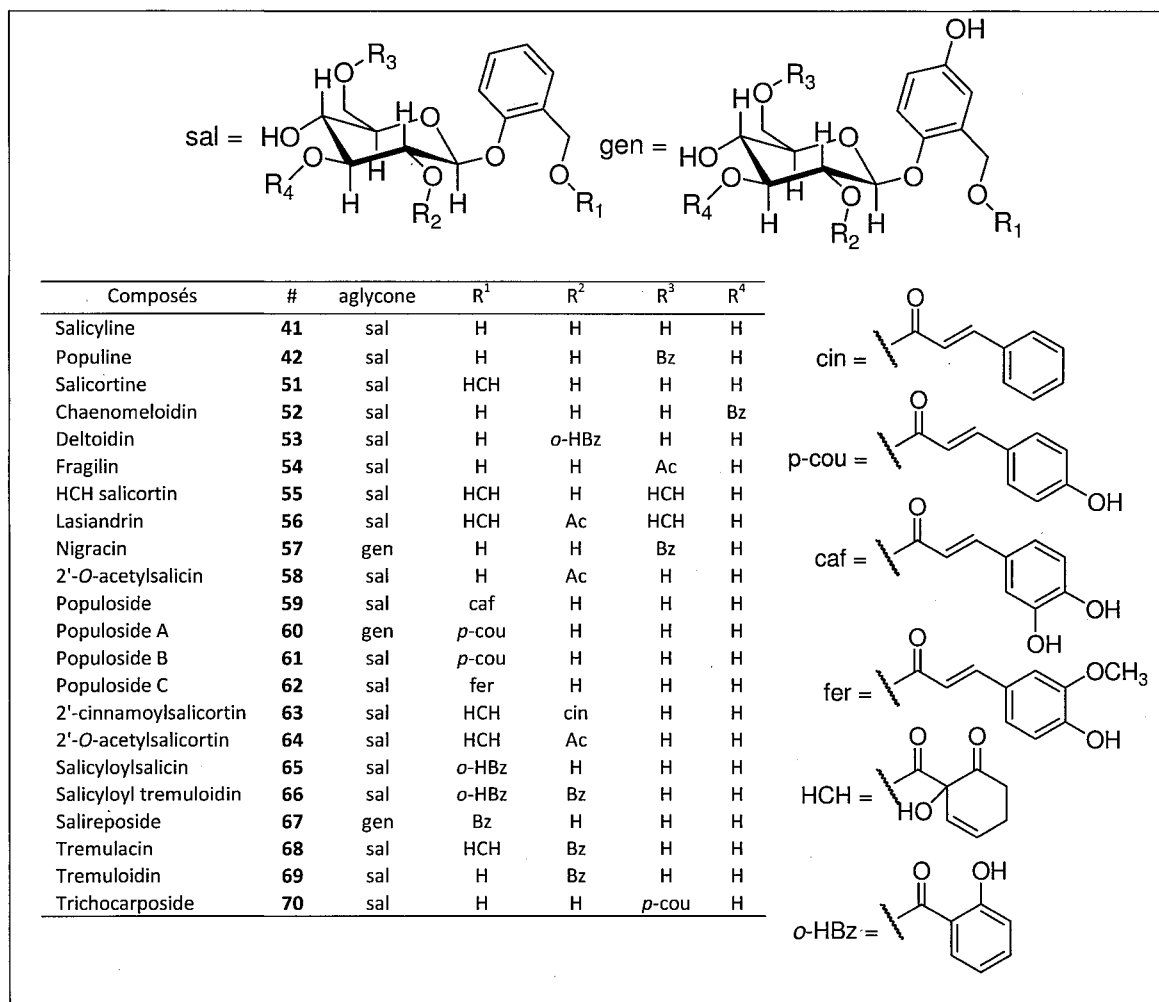 sal =
R3
O
H
H
O
HO
O
O
R4
H
H
O
H
O
R2
R1
gen =
OH
R3
O
H
H
O
HO
O
O
R4
H
H
O
H
O
R2
R1
Composés # aglycone R1 R2 R3 R4
Salicyline 41 sal H H H H
Populine 42 sal H H Bz H
Salicortine 51 sal HCH H H H
Chaenomeloidin 52 sal H H H Bz
Deltoidin 53 sal H o-HBz H H
Fragilin 54 sal H H Ac H
HCH salicortin 55 sal HCH H HCH H
Lasiandrin 56 sal HCH Ac HCH H
Nigracin 57 gen H H Bz H
2'-O-acetylsalicin 58 sal H Ac H H
Populoside 59 sal caf H H H
Populoside A 60 gen p-cou H H H
Populoside B 61 sal p-cou H H H
Populoside C 62 sal fer H H H
2'-cinnamoylsalicortin 63 sal HCH cin H H
2'-O-acetylsalicortin 64 sal HCH Ac H H
Salicyloylsalicin 65 sal o-HBz H H H
Salicyloyl tremuloidin 66 sal o-HBz Bz H H
Salireposide 67 gen Bz H H H
Tremulacin 68 sal HCH Bz H H
Tremuloidin 69 sal H Bz H H
Trichocarposide 70 sal H H p-cou H
O
cin =
O
p-cou =
OH
O
caf =
OH
OH
O
fer =
OCH3
OH
O O
HCH =
HO
O OH
o-HBz =